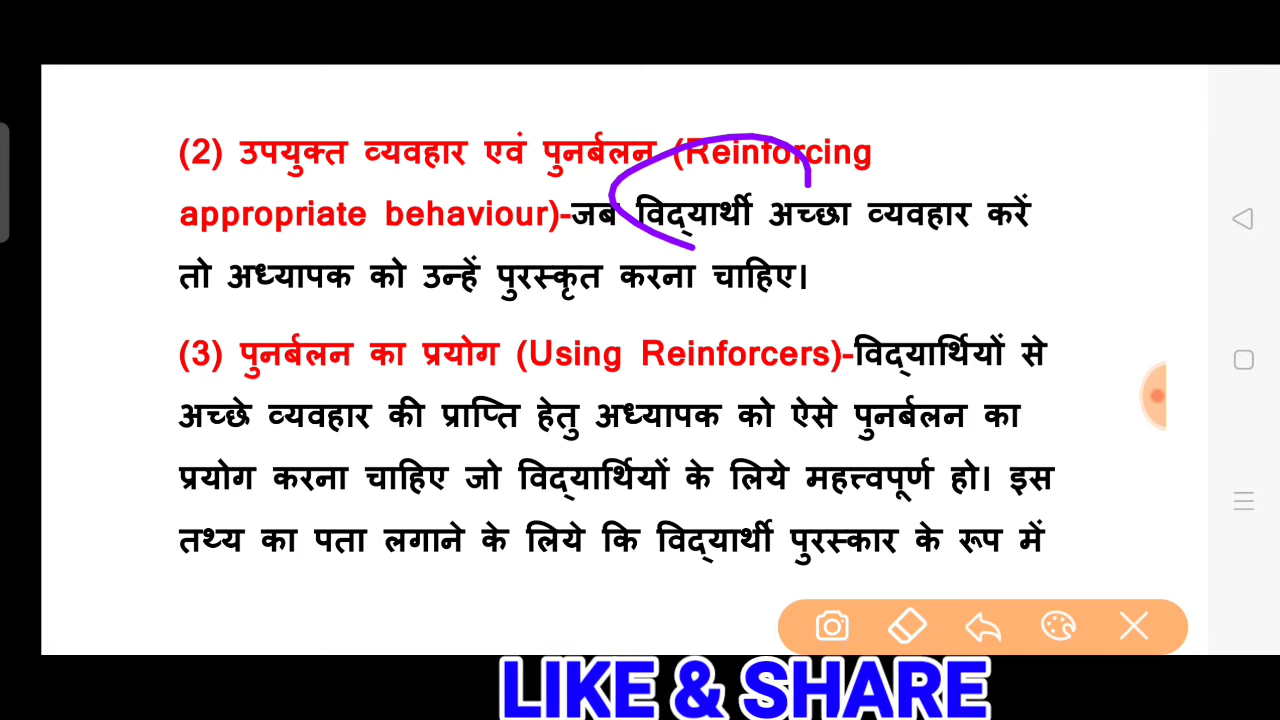 (2) उपयुक्त व्यवहार एवं पुनर्बलन (Reinforcing
appropriate behaviour)-जब विद्यार्थी अच्छा व्यवहार करें
तो अध्यापक को उन्हें पुरस्कृत करना चाहिए।
(3) पुनर्बलन का प्रयोग (Using Reinforcers)-विद्यार्थियों से
अच्छे व्यवहार की प्राप्ति हेतु अध्यापक को ऐसे पुनर्बलन का
प्रयोग करना चाहिए जो विद्यार्थियों के लिये महत्त्वपूर्ण हो। इस
तथ्य का पता लगाने के लिये कि विद्यार्थी पुरस्कार के रूप में
LIKE & SHARE